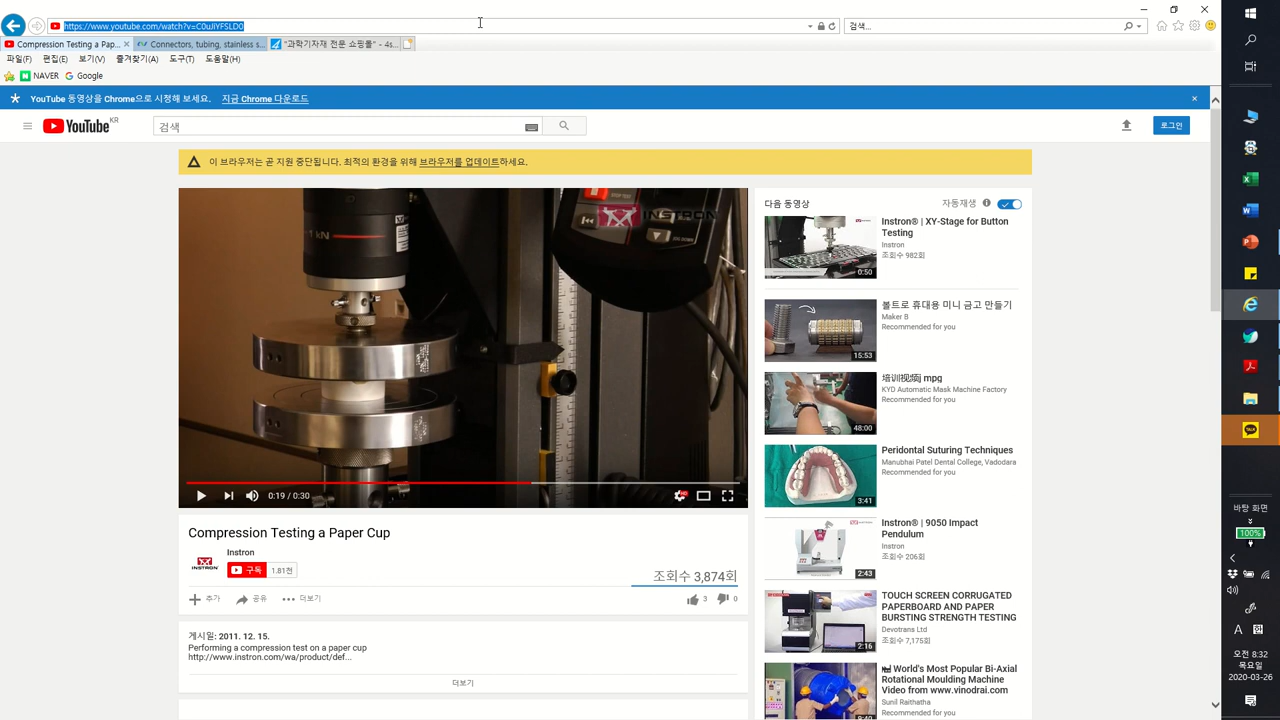 https://www.youtube.com/watch?v=C0uJiYFSLD0
검색...
Compression Testing a Pap...
Connectors, tubing, stainless s...
"과학기자재 전문 쇼핑몰" - 4s...
파일(F) 편집(E) 보기(V) 즐겨찾기(A) 도구(T) 도움말(H)
NAVER Google
YouTube 동영상을 Chrome으로 시청해 보세요. 지금 Chrome 다운로드
YouTube KR
검색
로그인
이 브라우저는 곧 지원 중단됩니다. 최적의 환경을 위해 브라우저를 업데이트하세요.
INSTRON
0:19 / 0:30
Compression Testing a Paper Cup
INSTRON
Instron
구독 1.81천
조회수 3,874회
추가 공유 더보기
3 0
게시일: 2011. 12. 15.
Performing a compression test on a paper cup
http://www.instron.com/wa/product/def...
더보기
다음 동영상
자동재생
Instron® | XY-Stage for Button
Testing
Instron
조회수 982회
0:50
볼트로 휴대용 미니 금고 만들기
Maker B
Recommended for you
15:53
培训视频j mpg
KYD Automatic Mask Machine Factory
Recommended for you
48:00
Peridontal Suturing Techniques
Manubhai Patel Dental College, Vadodara
Recommended for you
3:41
Instron® | 9050 Impact
Pendulum
Instron
조회수 206회
2:43
TOUCH SCREEN CORRUGATED
PAPERBOARD AND PAPER
BURSTING STRENGTH TESTING
Devotrans Ltd
조회수 7,175회
2:16
World's Most Popular Bi-Axial
Rotational Moulding Machine
Video from www.vinodrai.com
Sunil Raithatha
Recommended for you
바탕 화면
100%
A 한
오전 8:32
목요일
2020-03-26